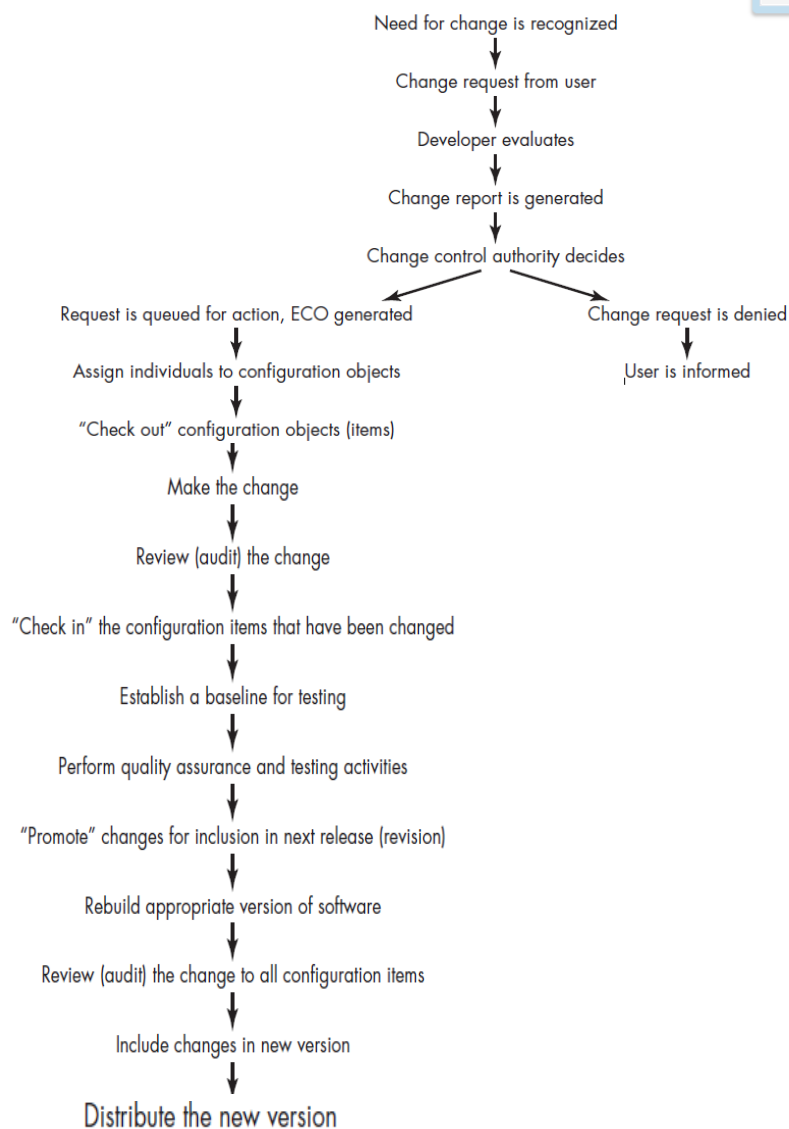 Need for change is recognized
Change request from user
Developer evaluates
Change report is generated
Change control authority decides
Request is queued for action, ECO generated
Change request is denied
Assign individuals to configuration objects
User is informed
“Check out” configuration objects (items)
Make the change
Review (audit) the change
“Check in” the configuration items that have been changed
Establish a baseline for testing
Perform quality assurance and testing activities
“Promote” changes for inclusion in next release (revision)
Rebuild appropriate version of software
Review (audit) the change to all configuration items
Include changes in new version
Distribute the new version